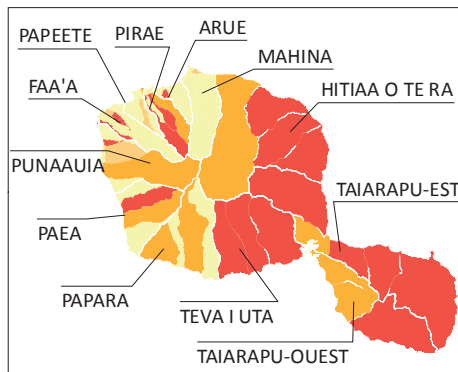 PAPEETE
PIRAE
ARUE
MAHINA
FAA'A
HITIAA O TE RA
PUNAAUIA
TAIARAPU-EST
PAEA
PAPARA
TEVA I UTA
TAIARAPU-OUEST